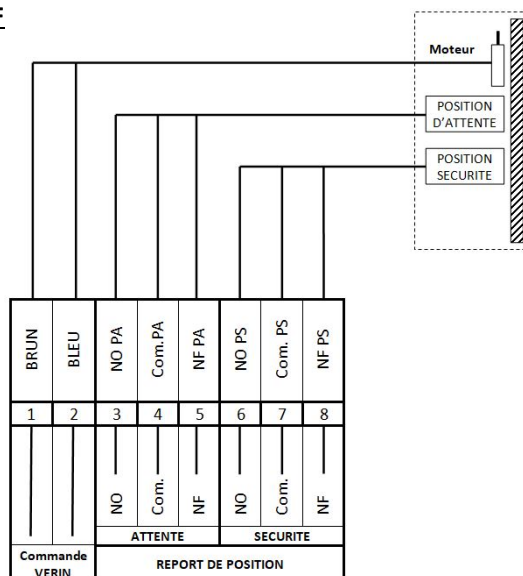 :
Moteur
POSITION
D'ATTENTE
POSITION
SECURITE
BRUN
BLEU
NO PA
Com.PA
NF PA
NO PS
Com. PS
NF PS
1 2 3 4 5 6 7 8
NO
Com.
NF
NO
Com.
NF
ATTENTE SECURITE
Commande
VERIN
REPORT DE POSITION